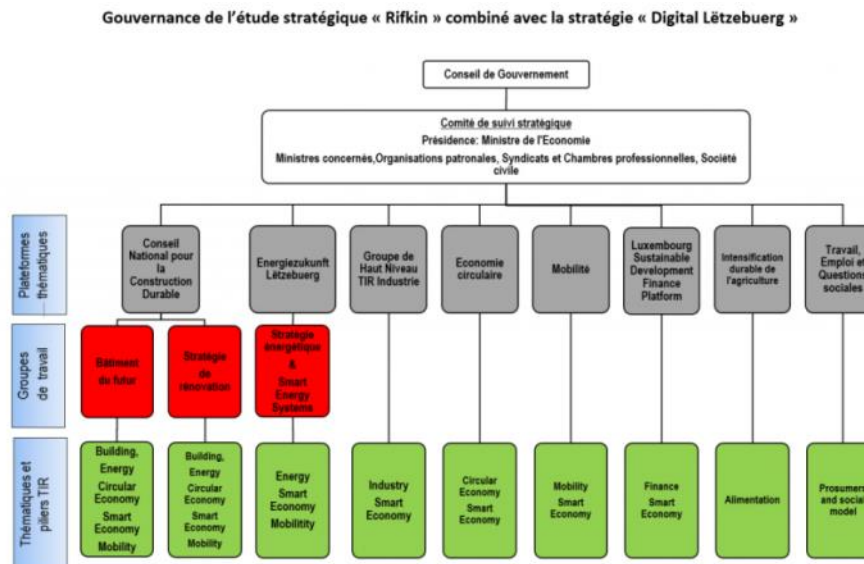 Gouvernance de l'étude stratégique « Rifkin » combiné avec la stratégie « Digital Lëtzebuerg »
Conseil de Gouvernement
Comité de suivi stratégique
Présidence: Ministre de l'Economie
Ministres concernés,Organisations patronales, Syndicats et Chambres professionnelles, Société
civile
Plateformes
thématiques
Conseil
National pour
la
Construction
Durable
Energiezukunft
Lëtzebuerg
Groupe de
Haut Niveau
TIR Industrie
Economie
circulaire
Mobilité
Luxembourg
Sustainable
Development
Finance
Platform
Intensification
durable de
l'agriculture
Travail,
Emploi et
Questions
sociales
Groupes
de travail
Bâtiment
du futur
Stratégie
de
rénovation
Stratégie
énergétique
&
Smart
Energy
Systems
Thématiques et
piliers TIR
Building,
Energy
Circular
Economy
Smart
Economy
Mobility
Building,
Energy
Circular
Economy
Smart
Economy
Mobility
Energy
Smart
Economy
Mobilitity
Industry
Smart
Economy
Circular
Economy
Smart
Economy
Mobility
Smart
Economy
Finance
Smart
Economy
Alimentation
Prosumers
and social
model